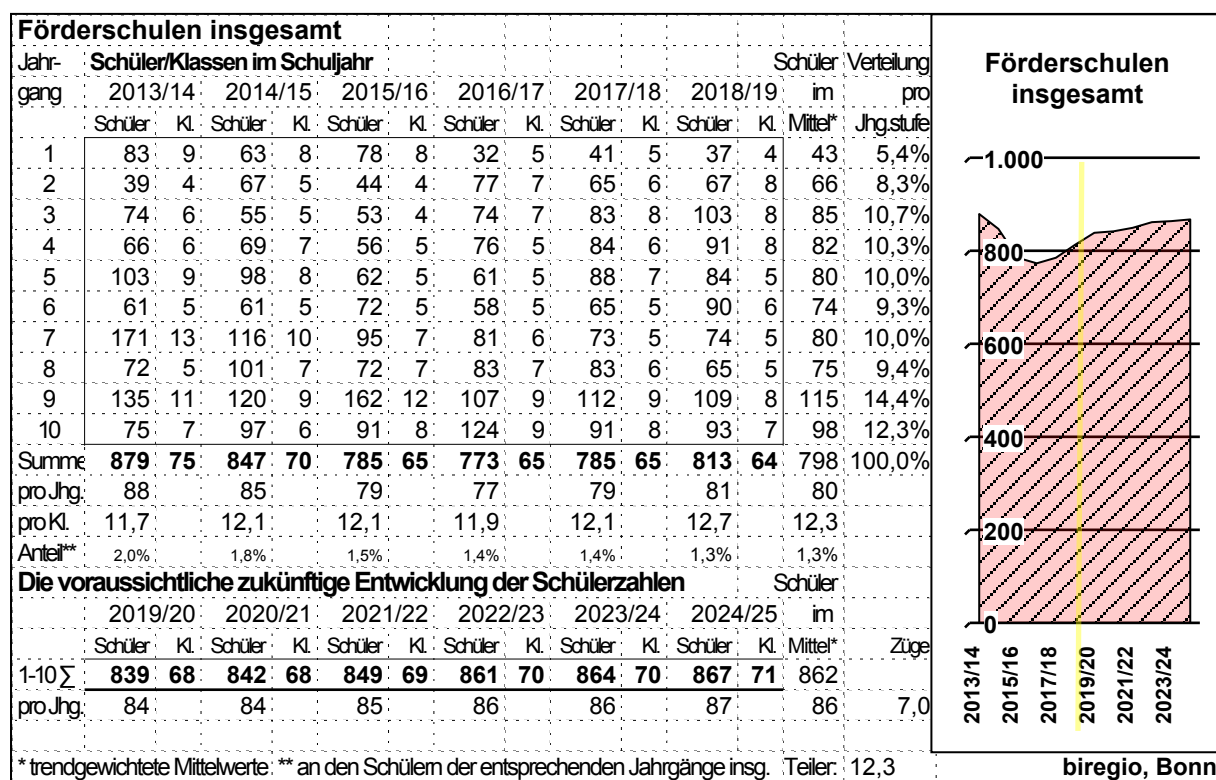 Förderschulen insgesamt
Jahr- Schüler/Klassen im Schuljahr Schüler Verteilung
gang 2013/14 2014/15 2015/16 2016/17 2017/18 2018/19 im pro
Schüler Kl. Schüler Kl. Schüler Kl. Schüler Kl. Schüler Kl. Schüler Kl. Mittel* Jhg.stufe
1 83 9 63 8 78 8 32 5 41 5 37 4 43 5,4%
2 39 4 67 5 44 4 77 7 65 6 67 8 66 8,3%
3 74 6 55 5 53 4 74 7 83 8 103 8 85 10,7%
4 66 6 69 7 56 5 76 5 84 6 91 8 82 10,3%
5 103 9 98 8 62 5 61 5 88 7 84 5 80 10,0%
6 61 5 61 5 72 5 58 5 65 5 90 6 74 9,3%
7 171 13 116 10 95 7 81 6 73 5 74 5 80 10,0%
8 72 5 101 7 72 7 83 7 83 6 65 5 75 9,4%
9 135 11 120 9 162 12 107 9 112 9 109 8 115 14,4%
10 75 7 97 6 91 8 124 9 91 8 93 7 98 12,3%
Summe 879 75 847 70 785 65 773 65 785 65 813 64 798 100,0%
pro Jhg. 88 85 79 77 79 81 80
pro Kl. 11,7 12,1 12,1 11,9 12,1 12,7 12,3
Anteil** 2,0% 1,8% 1,5% 1,4% 1,4% 1,3% 1,3%
Die voraussichtliche zukünftige Entwicklung der Schülerzahlen Schüler
2019/20 2020/21 2021/22 2022/23 2023/24 2024/25 im
Schüler Kl. Schüler Kl. Schüler Kl. Schüler Kl. Schüler Kl. Schüler Kl. Mittel* Züge
1-10 ∑ 839 68 842 68 849 69 861 70 864 70 867 71 862
pro Jhg. 84 84 85 86 86 87 86 7,0
* trendgewichtete Mittelwerte ** an den Schülern der entsprechenden Jahrgänge insg. Teiler: 12,3
Förderschulen
insgesamt
1.000
800
600
400
200
0
2013/14
2015/16
2017/18
2019/20
2021/22
2023/24
biregio, Bonn